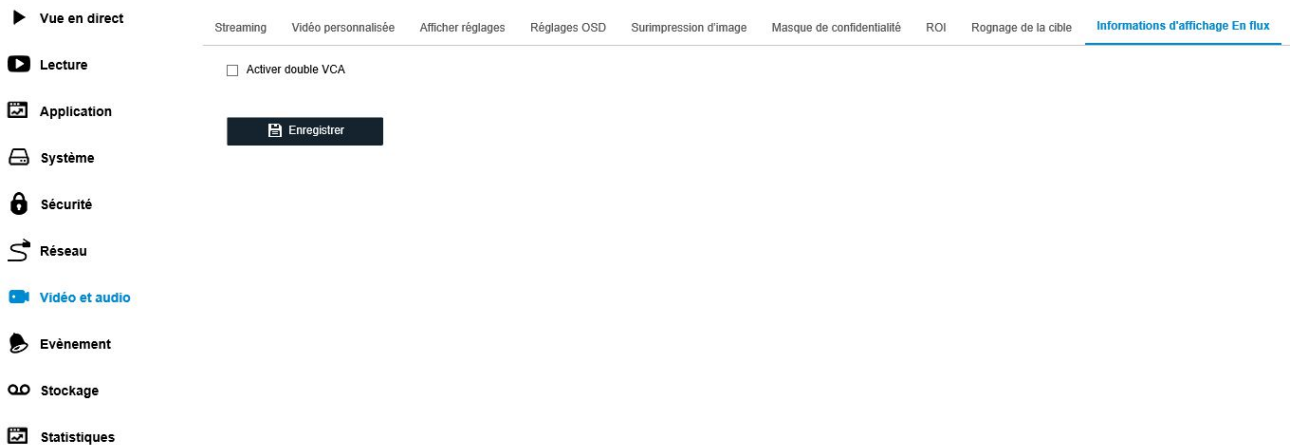 Vue en direct
Lecture
Application
Système
Sécurité
Réseau
Vidéo et audio
Evènement
Stockage
Statistiques
Streaming Vidéo personnalisée Afficher réglages Réglages OSD Surimpression d'image Masque de confidentialité ROI Rognage de la cible Informations d'affichage En flux
Activer double VCA
Enregistrer